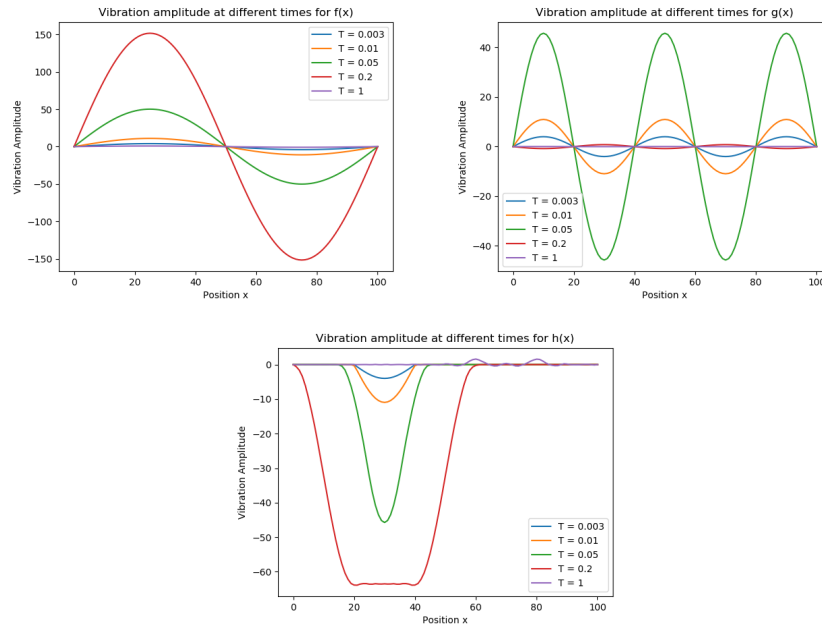 Vibration amplitude at different times for f(x)
Vibration Amplitude
150
100
50
0
−50
−100
−150
T = 0.003
T = 0.01
T = 0.05
T = 0.2
T = 1
0 20 40 60 80 100
Position x
Vibration amplitude at different times for g(x)
Vibration Amplitude
40
20
0
−20
−40
T = 0.003
T = 0.01
T = 0.05
T = 0.2
T = 1
0 20 40 60 80 100
Position x
Vibration amplitude at different times for h(x)
Vibration Amplitude
0
−10
−20
−30
−40
−50
−60
T = 0.003
T = 0.01
T = 0.05
T = 0.2
T = 1
0 20 40 60 80 100
Position x